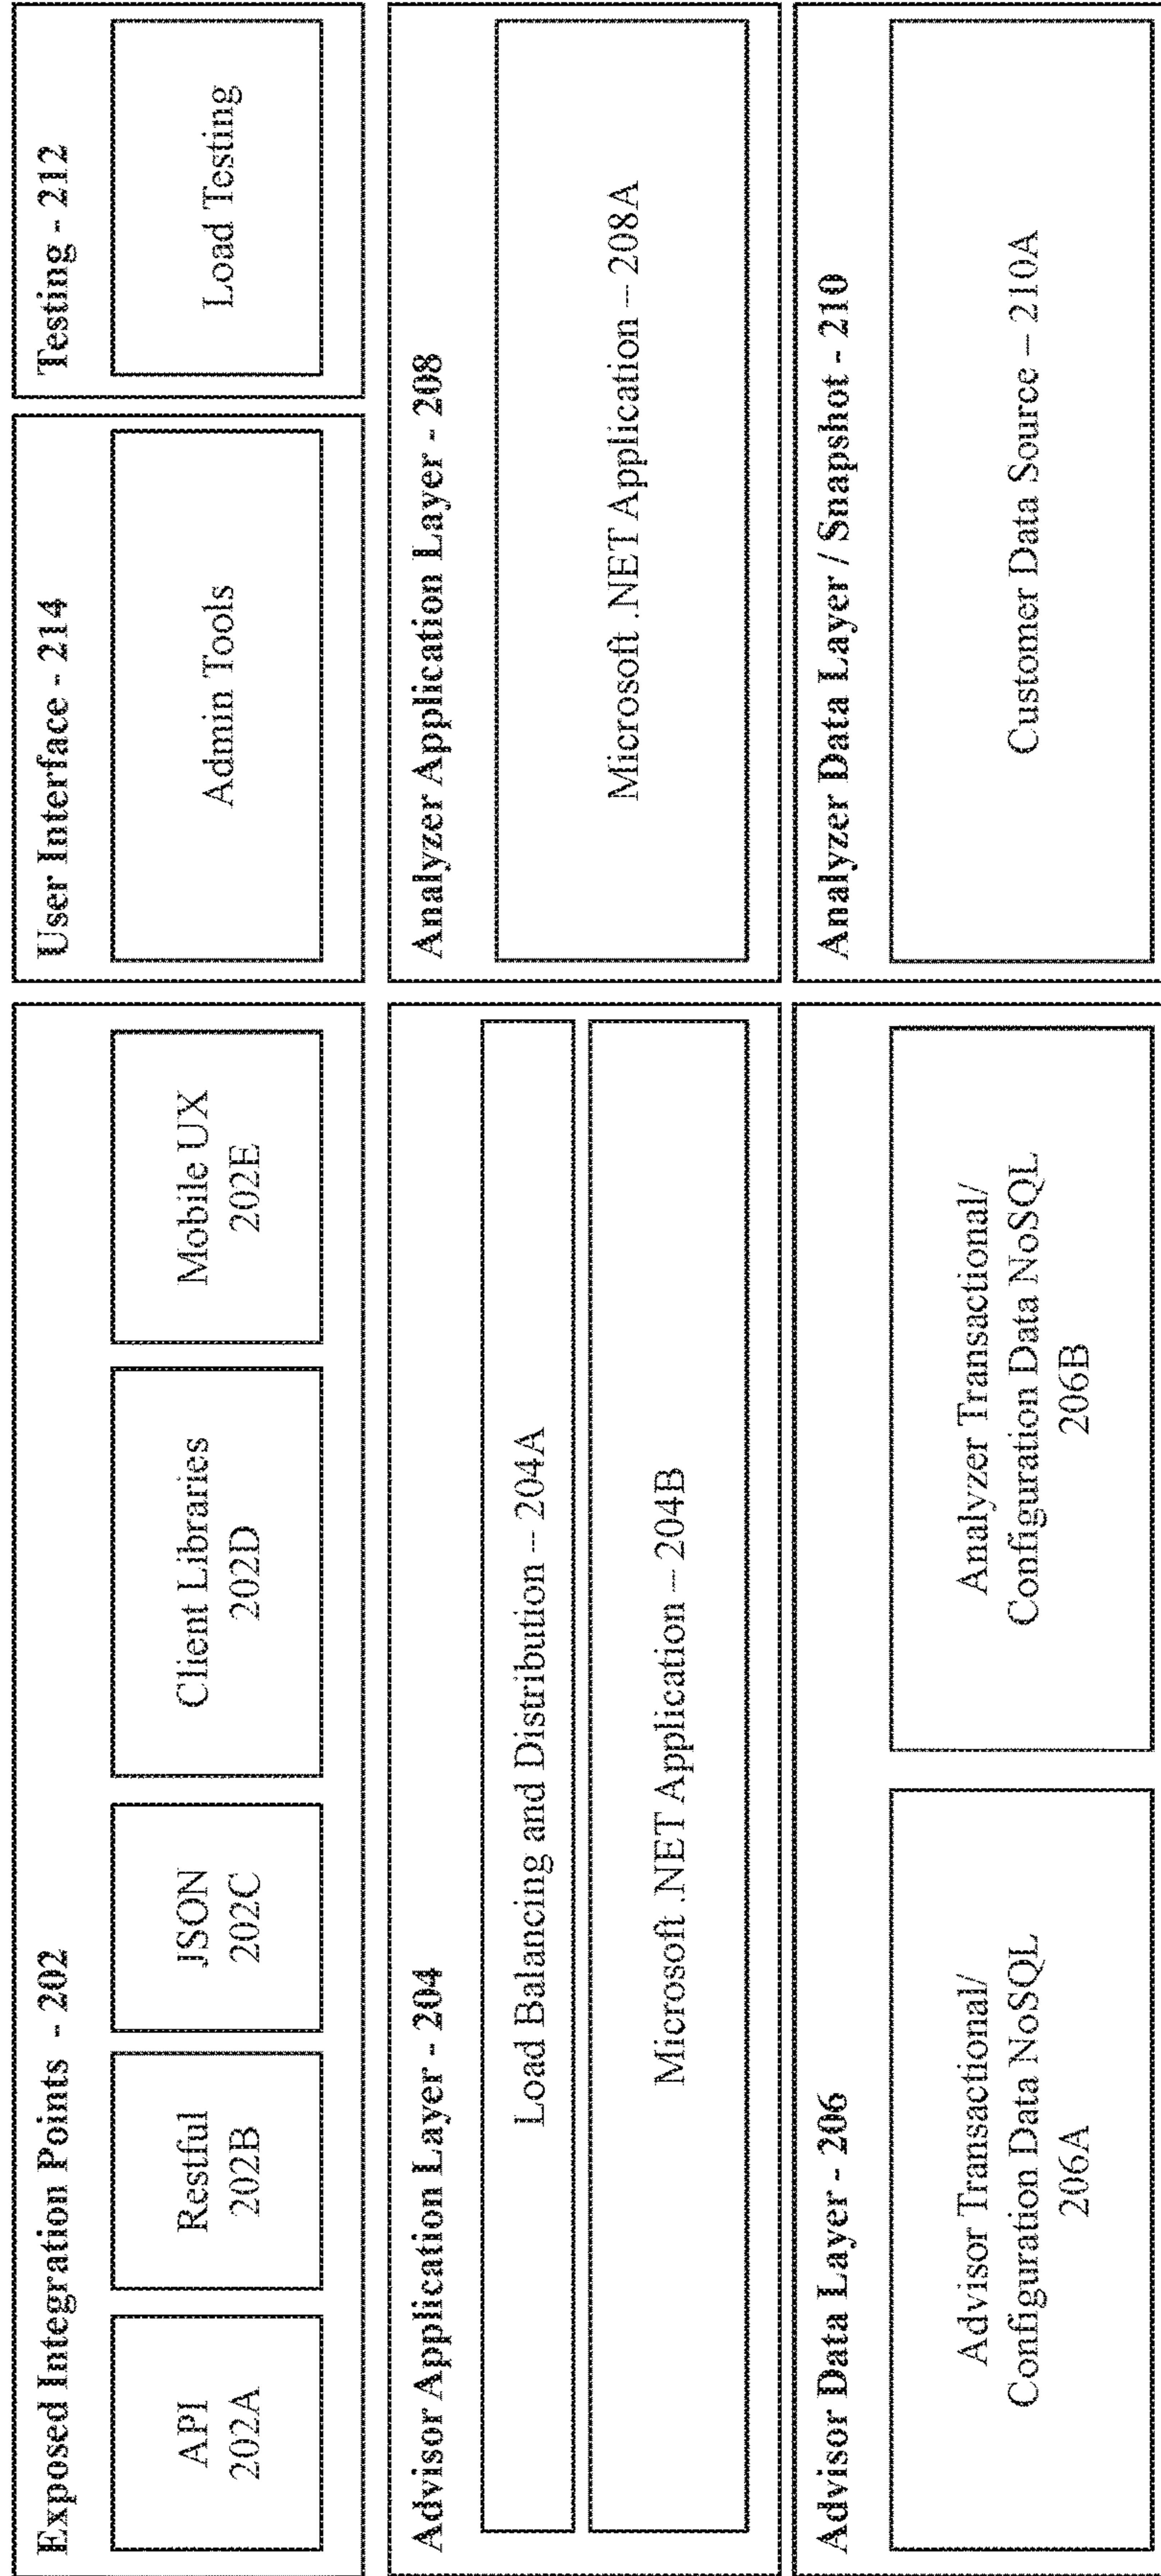 Exposed Integration Points - 202
API
202A
Restful
202B
JSON
202C
Client Libraries
202D
Mobile UX
202E
User Interface - 214
Admin Tools
Testing - 212
Load Testing
Advisor Application Layer - 204
Load Balancing and Distribution – 204A
Microsoft .NET Application – 204B
Analyzer Application Layer - 208
Microsoft .NET Application – 208A
Advisor Data Layer - 206
Advisor Transactional/
Configuration Data NoSQL
206A
Analyzer Transactional/
Configuration Data NoSQL
206B
Analyzer Data Layer / Snapshot - 210
Customer Data Source – 210A